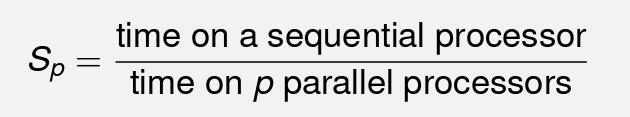 S_p = time on a sequential processor
time on p parallel processors